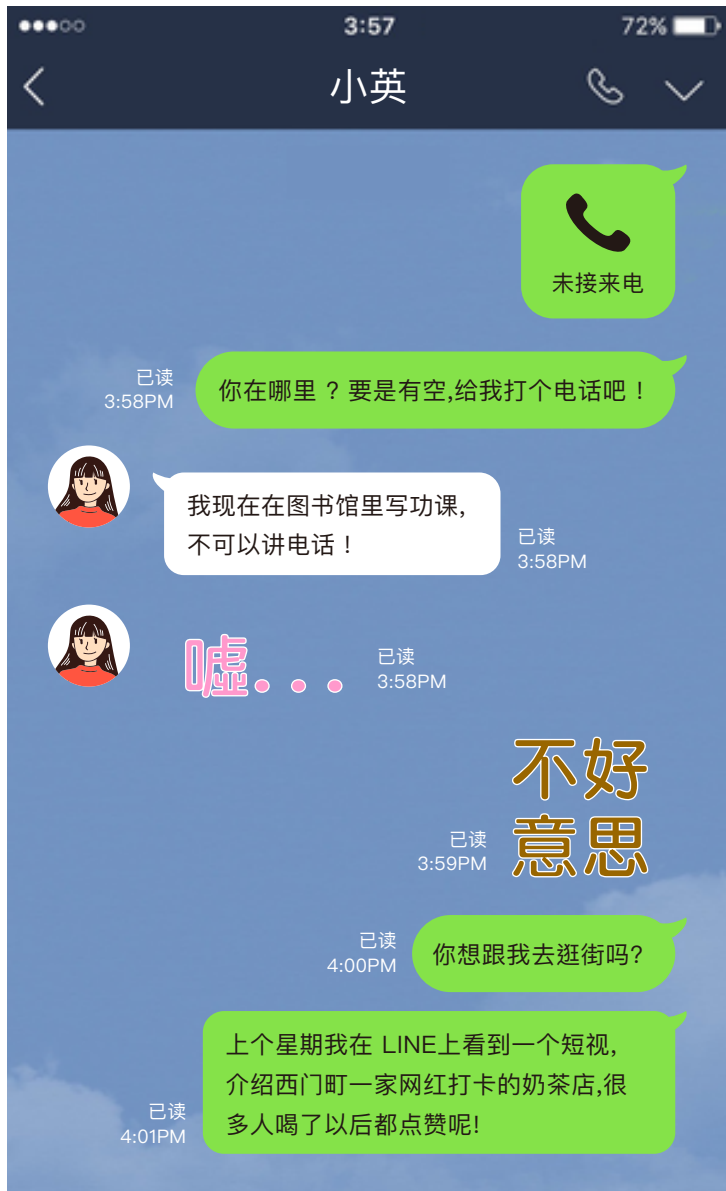 3:57
72%
小英
未接来电
已读
3:58PM
你在哪里 ? 要是有空,给我打个电话吧 !
我现在在图书馆里写功课,
不可以讲电话 !
已读
3:58PM
嘘...
已读
3:58PM
不好
意思
已读
3:59PM
已读
4:00PM
你想跟我去逛街吗?
上个星期我在 LINE上看到一个短视,
介绍西门町一家网红打卡的奶茶店,很
多人喝了以后都点赞呢!
已读
4:01PM